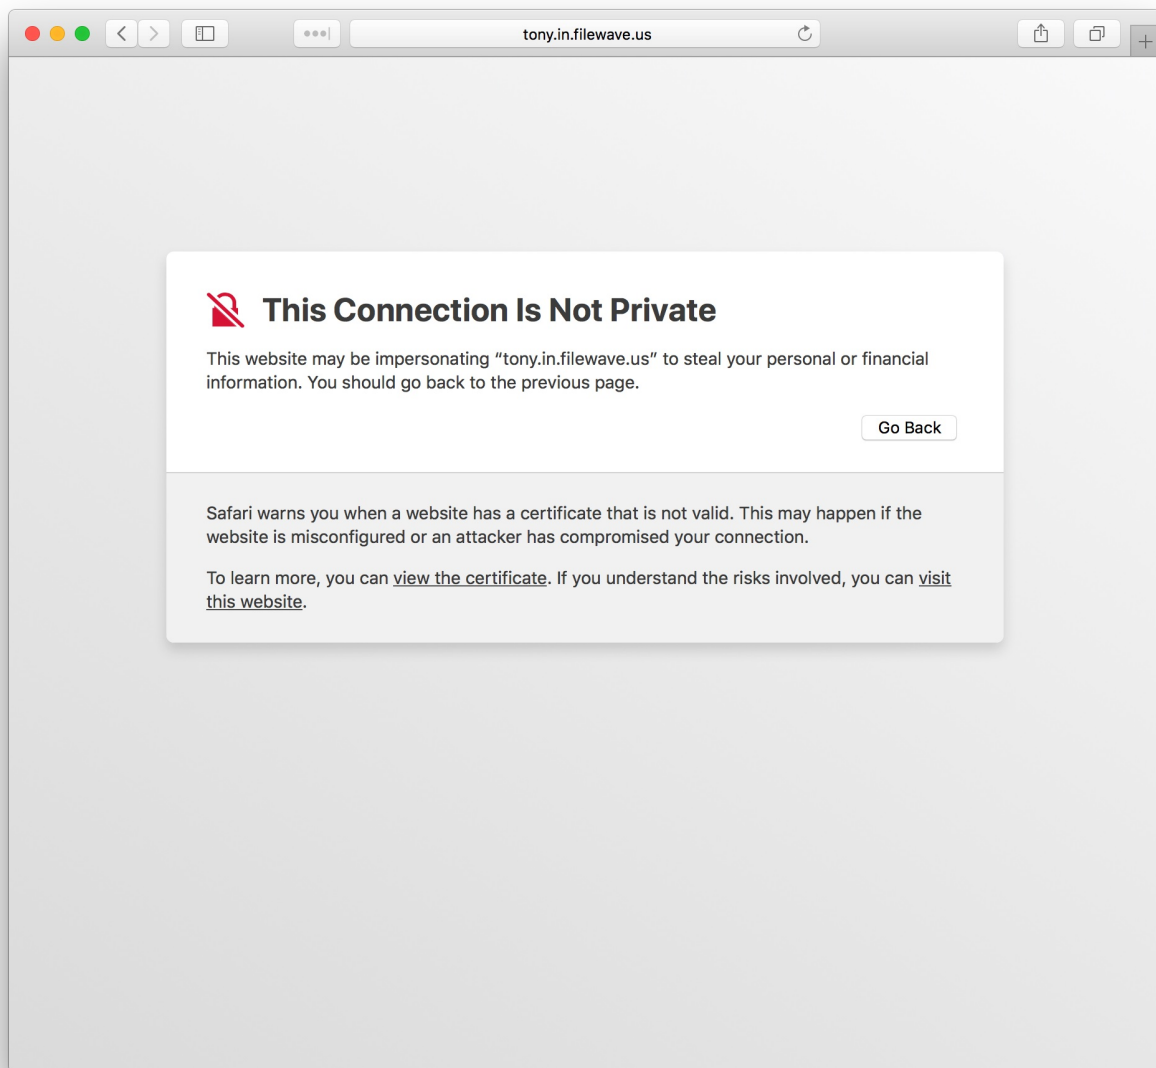 tony.in.filewave.us
This Connection Is Not Private
This website may be impersonating “tony.in.filewave.us” to steal your personal or financial
information. You should go back to the previous page.
Go Back
Safari warns you when a website has a certificate that is not valid. This may happen if the
website is misconfigured or an attacker has compromised your connection.
To learn more, you can view the certificate. If you understand the risks involved, you can visit
this website.